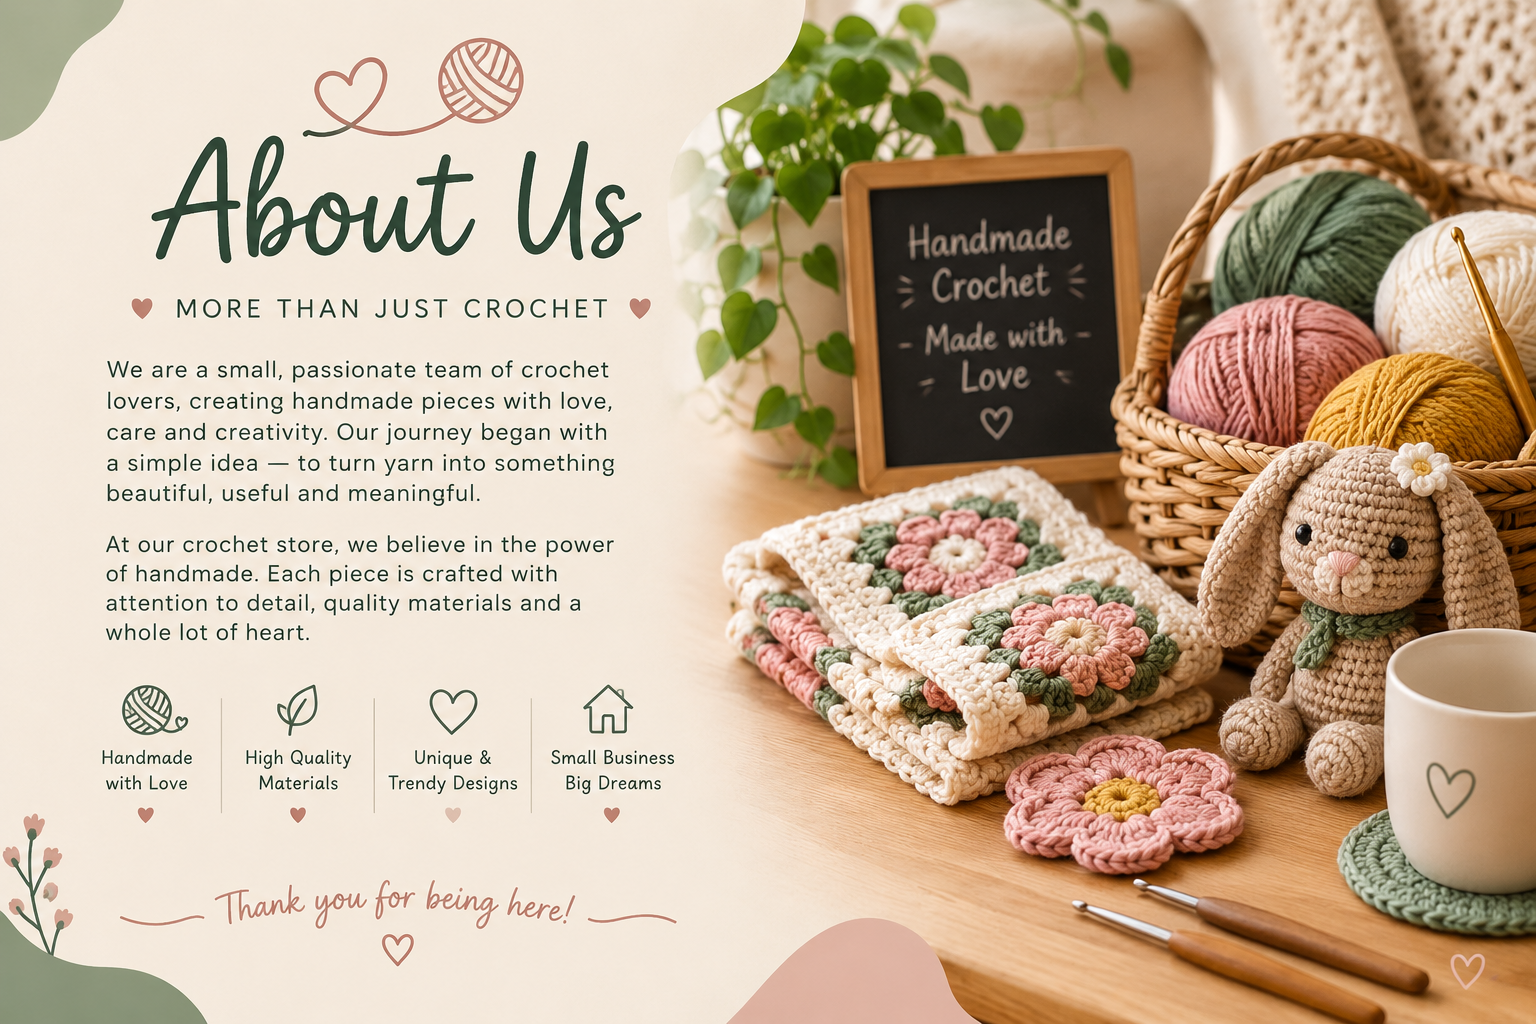 About Us
MORE THAN JUST CROCHET
We are a small, passionate team of crochet
lovers, creating handmade pieces with love,
care and creativity. Our journey began with
a simple idea — to turn yarn into something
beautiful, useful and meaningful.
At our crochet store, we believe in the power
of handmade. Each piece is crafted with
attention to detail, quality materials and a
whole lot of heart.
Handmade
with Love
High Quality
Materials
Unique &
Trendy Designs
Small Business
Big Dreams
Thank you for being here!
Handmade
Crochet
Made with
Love